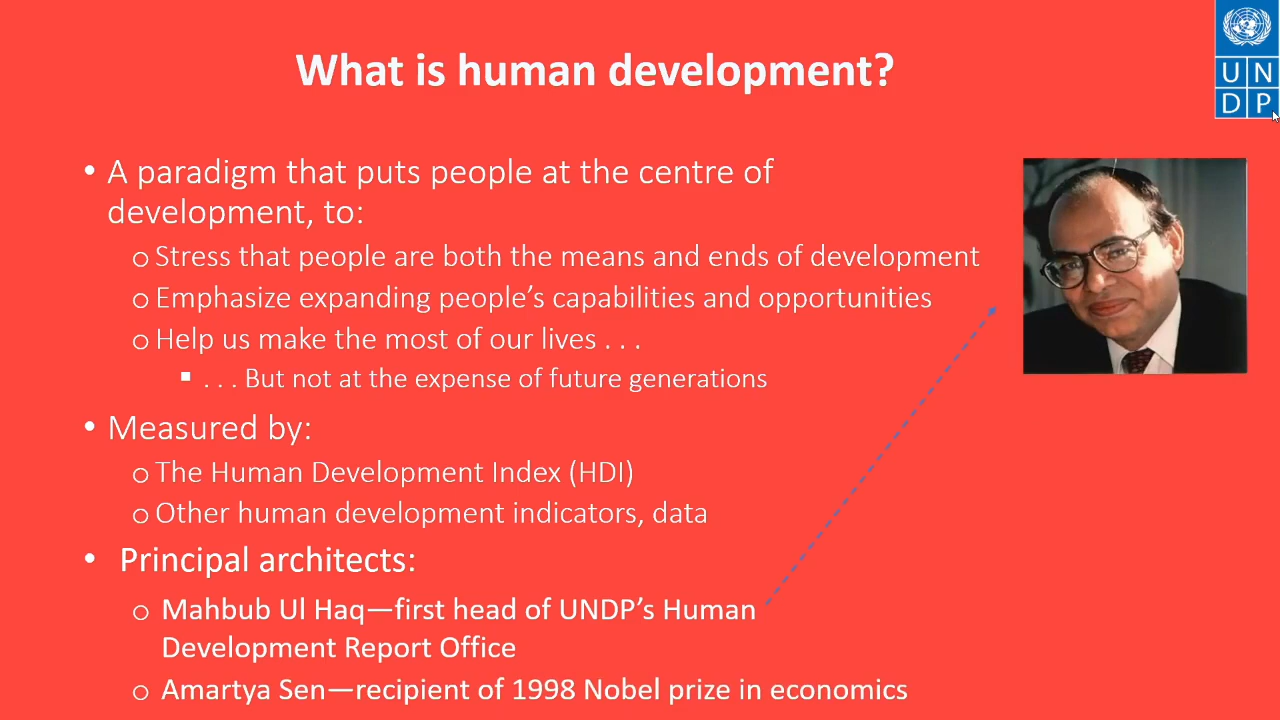 What is human development?
U N
D P
• A paradigm that puts people at the centre of
development, to:
o Stress that people are both the means and ends of development
o Emphasize expanding people’s capabilities and opportunities
o Help us make the most of our lives . . .
▪ . . . But not at the expense of future generations
• Measured by:
o The Human Development Index (HDI)
o Other human development indicators, data
• Principal architects:
o Mahbub Ul Haq—first head of UNDP’s Human
Development Report Office
o Amartya Sen—recipient of 1998 Nobel prize in economics